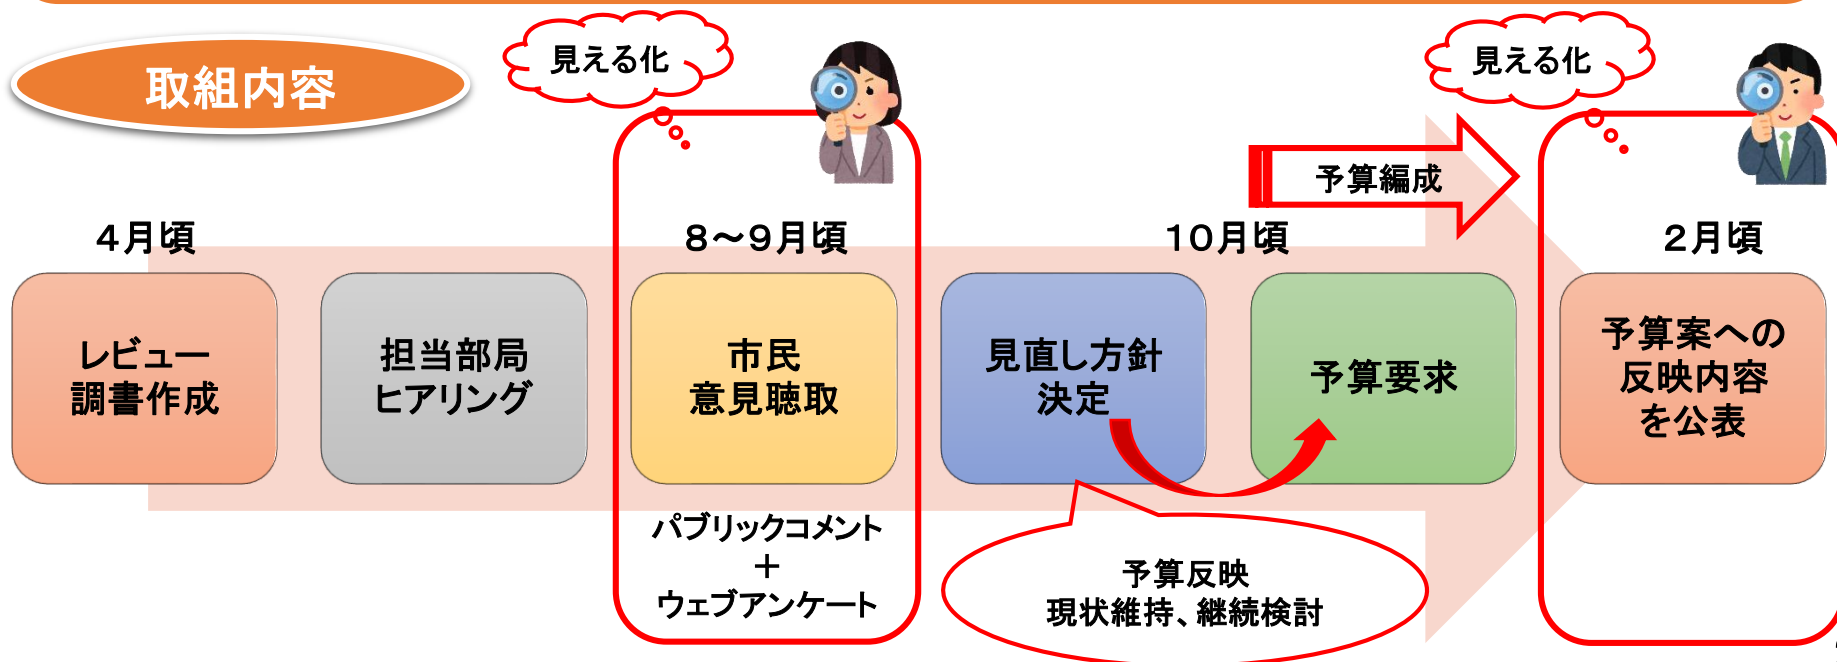 取組内容
見える化
見える化
予算編成
4月頃
8～9月頃
10月頃
2月頃
レビュー
調書作成
担当部局
ヒアリング
市民
意見聴取
見直し方針
決定
予算要求
予算案への
反映内容
を公表
パブリックコメント
＋
ウェブアンケート
予算反映
現状維持、継続検討